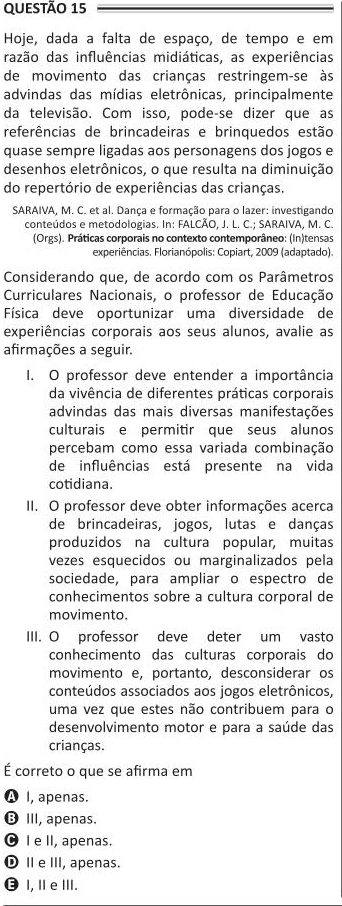 QUESTÃO 15
Hoje, dada a falta de espaço, de tempo e em
razão das influências midiáticas, as experiências
de movimento das crianças restringem-se às
advindas das mídias eletrônicas, principalmente
da televisão. Com isso, pode-se dizer que as
referências de brincadeiras e brinquedos estão
quase sempre ligadas aos personagens dos jogos e
desenhos eletrônicos, o que resulta na diminuição
do repertório de experiências das crianças.
SARAIVA, M. C. et al. Dança e formação para o lazer: investigando
conteúdos e metodologias. In: FALCÃO, J. L. C.; SARAIVA, M. C.
(Orgs). Práticas corporais no contexto contemporâneo: (In)tensas
experiências. Florianópolis: Copiart, 2009 (adaptado).
Considerando que, de acordo com os Parâmetros
Curriculares Nacionais, o professor de Educação
Física deve oportunizar uma diversidade de
experiências corporais aos seus alunos, avalie as
afirmações a seguir.
I. O professor deve entender a importância
da vivência de diferentes práticas corporais
advindas das mais diversas manifestações
culturais e permitir que seus alunos
percebam como essa variada combinação
de influências está presente na vida
cotidiana.
II. O professor deve obter informações acerca
de brincadeiras, jogos, lutas e danças
produzidos na cultura popular, muitas
vezes esquecidos ou marginalizados pela
sociedade, para ampliar o espectro de
conhecimentos sobre a cultura corporal de
movimento.
III. O professor deve deter um vasto
conhecimento das culturas corporais do
movimento e, portanto, desconsiderar os
conteúdos associados aos jogos eletrônicos,
uma vez que estes não contribuem para o
desenvolvimento motor e para a saúde das
crianças.
É correto o que se afirma em
A I, apenas.
B III, apenas.
C I e II, apenas.
D II e III, apenas.
E I, II e III.